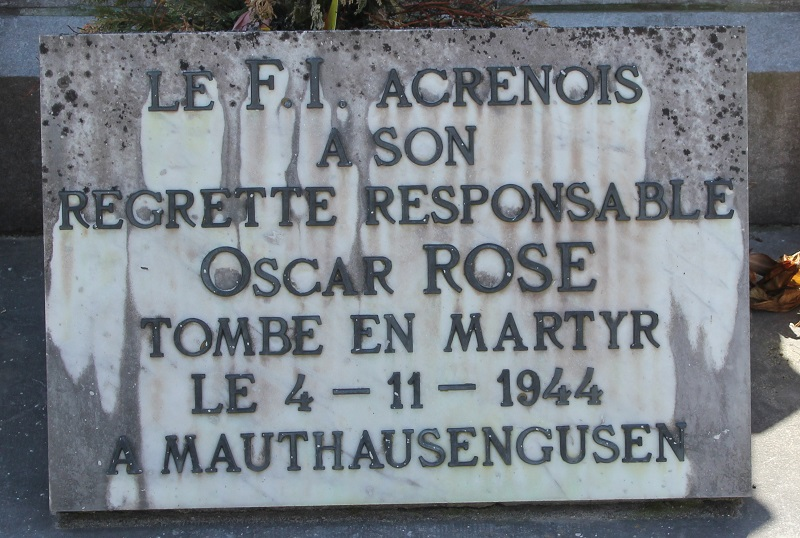 LE F.I. ACRENOIS
A SON
REGRETTE RESPONSABLE
OSCAR ROSE
TOMBE EN MARTYR
LE 4-11-1944
A MAUTHAUSENGUSEN